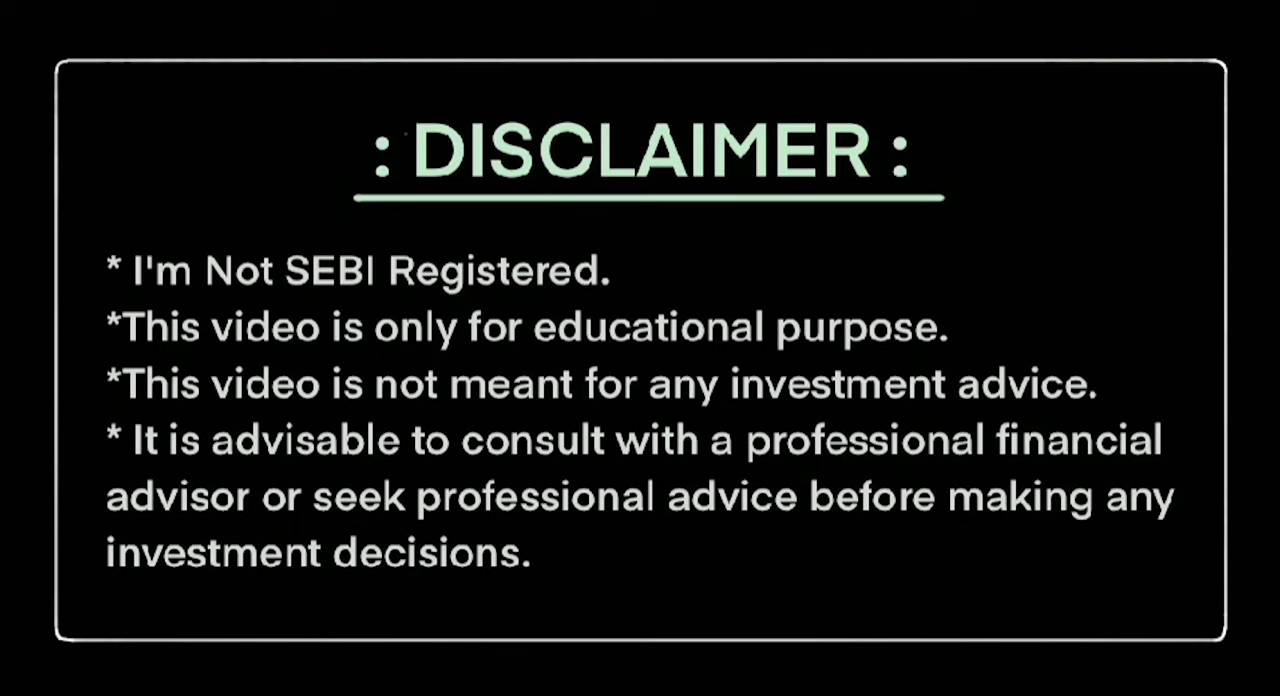 : DISCLAIMER :
* I'm Not SEBI Registered.
*This video is only for educational purpose.
*This video is not meant for any investment advice.
* It is advisable to consult with a professional financial
advisor or seek professional advice before making any
investment decisions.